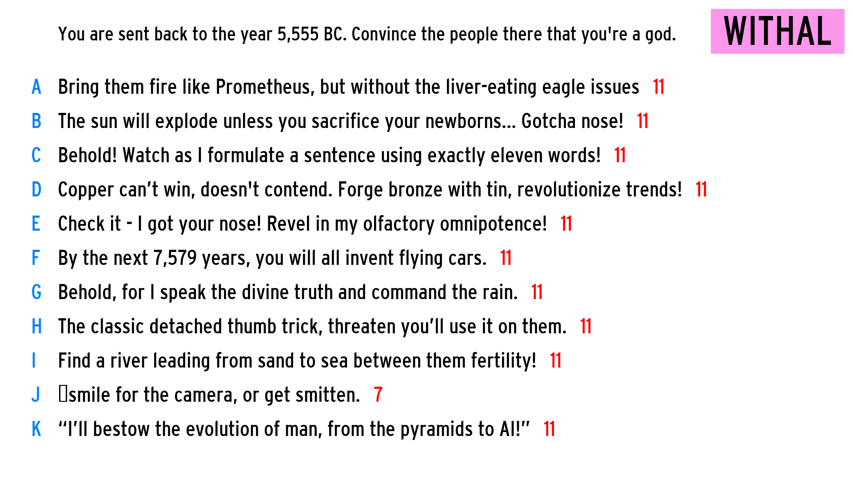 You are sent back to the year 5,555 BC. Convince the people there that you're a god.
WITHAL
A Bring them fire like Prometheus, but without the liver-eating eagle issues 11
B The sun will explode unless you sacrifice your newborns... Gotcha nose! 11
C Behold! Watch as I formulate a sentence using exactly eleven words! 11
D Copper can’t win, doesn't contend. Forge bronze with tin, revolutionize trends! 11
E Check it - I got your nose! Revel in my olfactory omnipotence! 11
F By the next 7,579 years, you will all invent flying cars. 11
G Behold, for I speak the divine truth and command the rain. 11
H The classic detached thumb trick, threaten you’ll use it on them. 11
I Find a river leading from sand to sea between them fertility! 11
J smile for the camera, or get smitten. 7
K “I’ll bestow the evolution of man, from the pyramids to AI!” 11